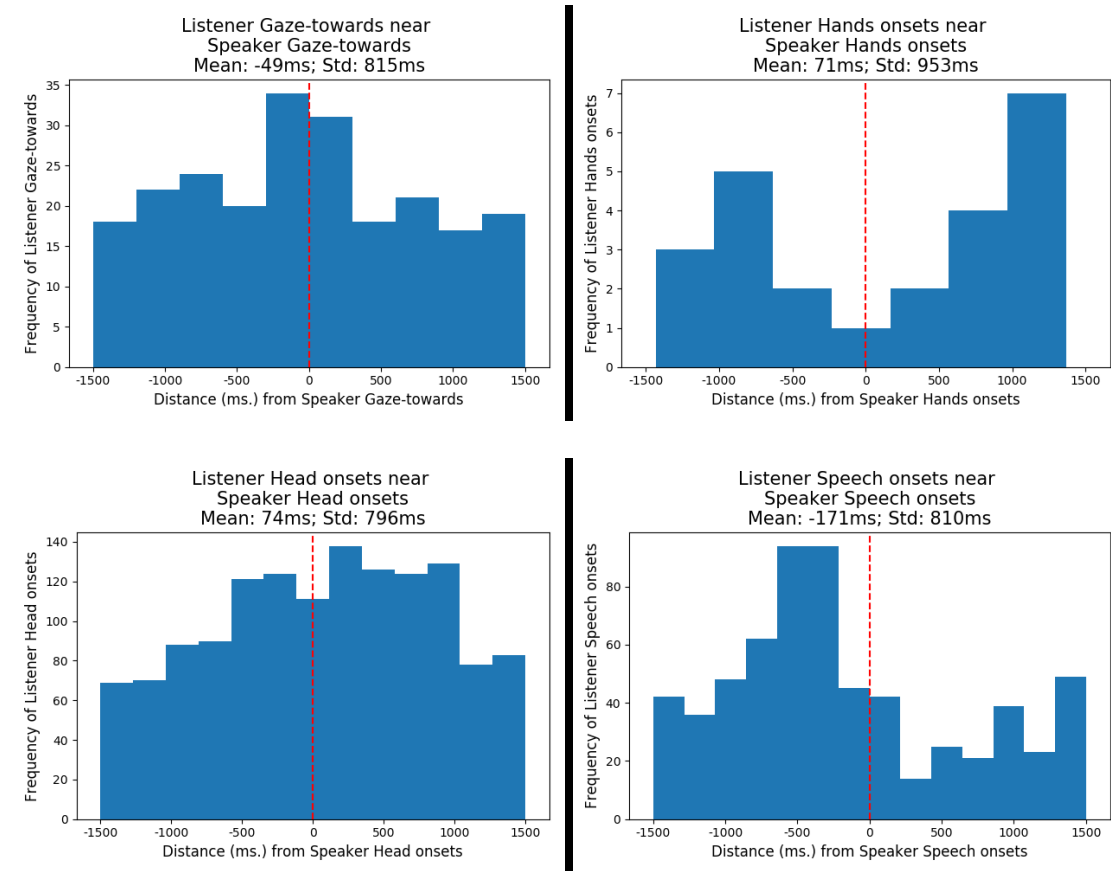 Listener Gaze-towards near
Speaker Gaze-towards
Mean: -49ms; Std: 815ms
Frequency of Listener Gaze-towards
35
30
25
20
15
10
5
0
-1500 -1000 -500 0 500 1000 1500
Distance (ms.) from Speaker Gaze-towards
Listener Hands onsets near
Speaker Hands onsets
Mean: 71ms; Std: 953ms
Frequency of Listener Hands onsets
7
6
5
4
3
2
1
0
-1500 -1000 -500 0 500 1000 1500
Distance (ms.) from Speaker Hands onsets
Listener Head onsets near
Speaker Head onsets
Mean: 74ms; Std: 796ms
Frequency of Listener Head onsets
140
120
100
80
60
40
20
0
-1500 -1000 -500 0 500 1000 1500
Distance (ms.) from Speaker Head onsets
Listener Speech onsets near
Speaker Speech onsets
Mean: -171ms; Std: 810ms
Frequency of Listener Speech onsets
80
60
40
20
0
-1500 -1000 -500 0 500 1000 1500
Distance (ms.) from Speaker Speech onsets